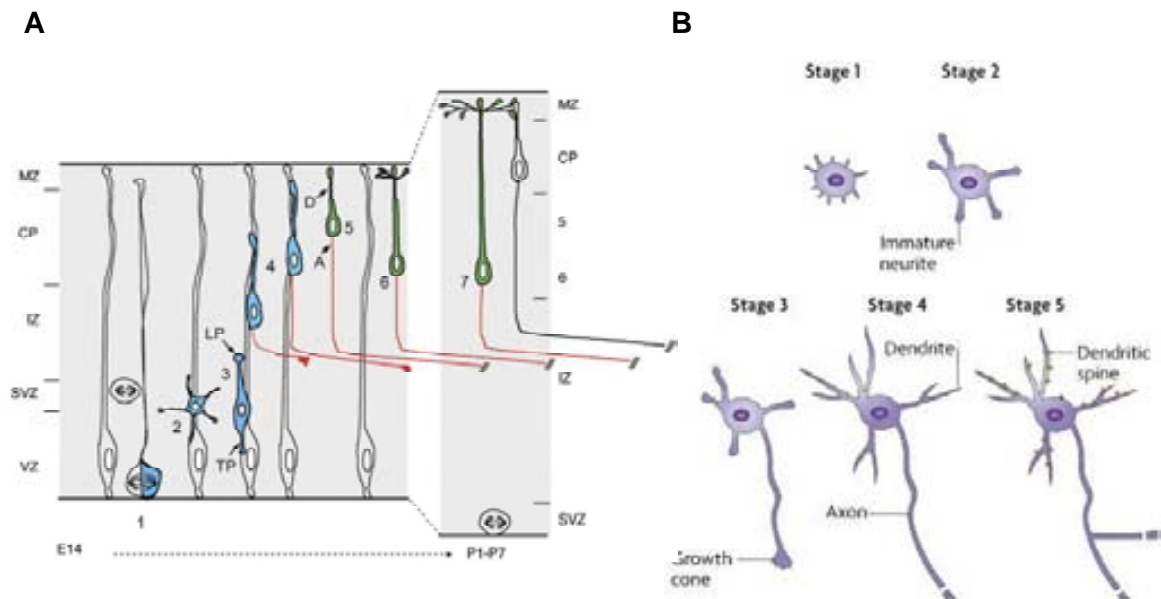 A
B
Stage 1
Stage 2
Immature
neurite
Stage 3
Stage 4
Stage 5
Dendrite
Dendritic
spine
Axon
Growth
cone
MZ
CP
IZ
SVZ
VZ
1
2
3
4
5
6
7
LP
TP
D
A
MZ
CP
5
6
IZ
SVZ
E14
P1-P7